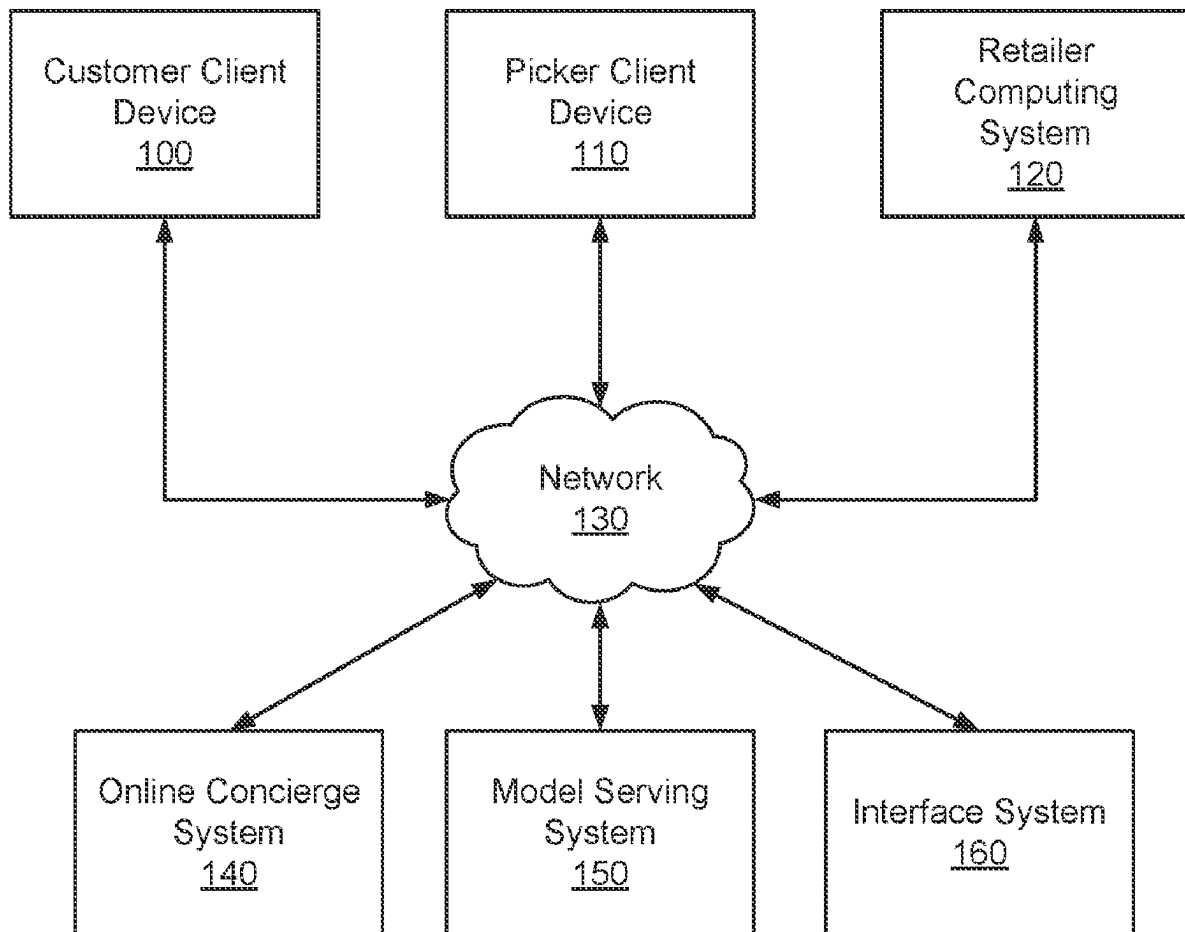 Customer Client
Device
100
Picker Client
Device
110
Retailer
Computing
System
120
Network
130
Online Concierge
System
140
Model Serving
System
150
Interface System
160